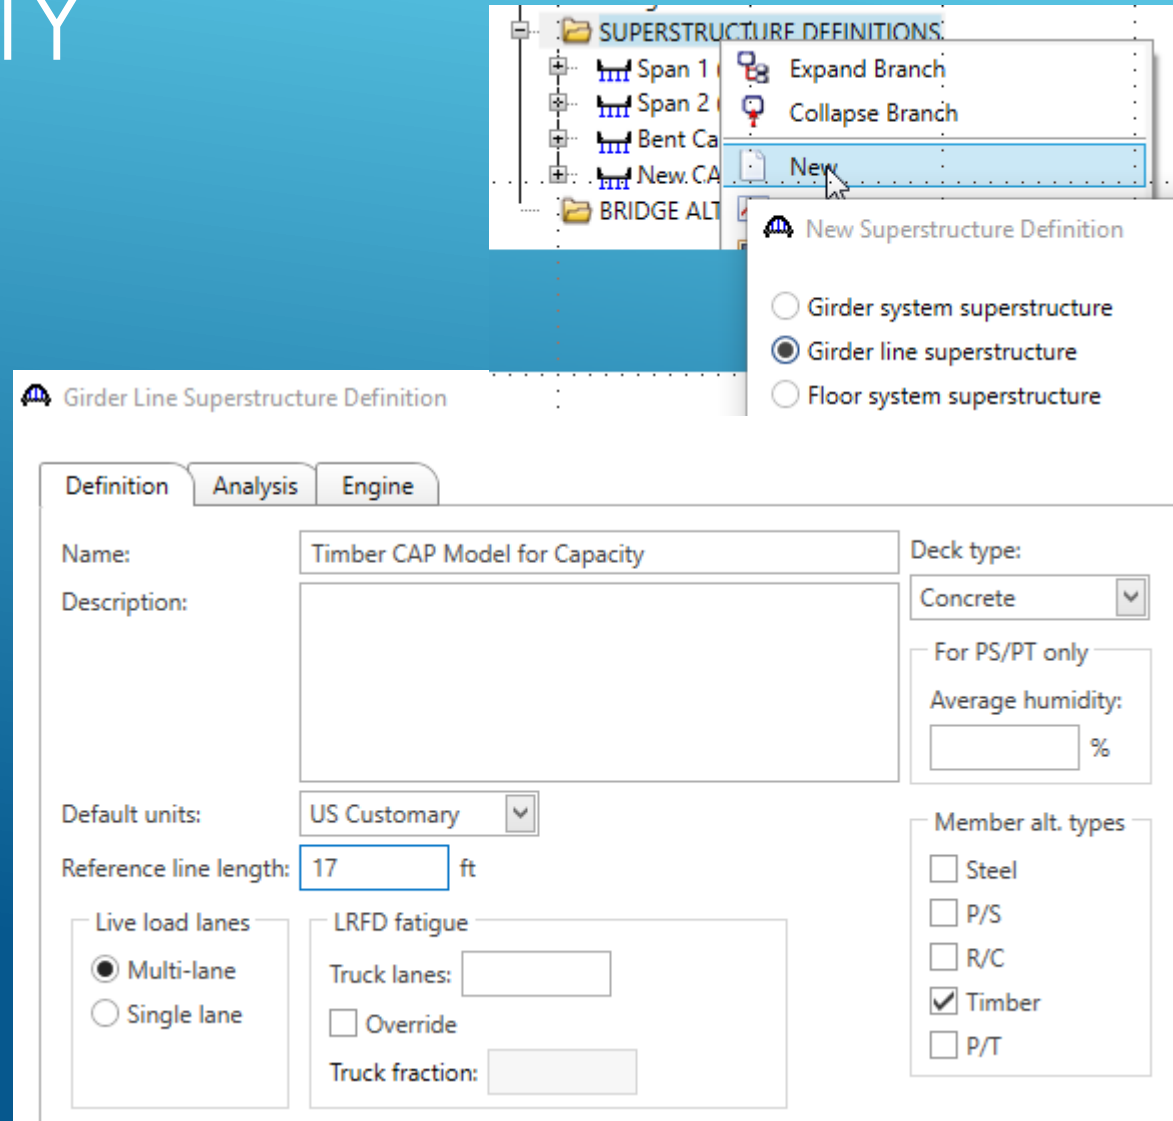 TY
SUPERSTRUCTURE DEFINITIONS
Span 1 (
Expand Branch
Span 2 (
Collapse Branch
Bent Ca
New
New CA
BRIDGE ALT
New Superstructure Definition
Girder system superstructure
Girder line superstructure
Floor system superstructure
Girder Line Superstructure Definition
Definition Analysis Engine
Name: Timber CAP Model for Capacity
Deck type:
Description:
Concrete
For PS/PT only
Average humidity:
%
Default units: US Customary
Member alt. types
Reference line length: 17 ft
Steel
P/S
R/C
Timber
P/T
Live load lanes
Multi-lane
Single lane
LRFD fatigue
Truck lanes:
Override
Truck fraction: